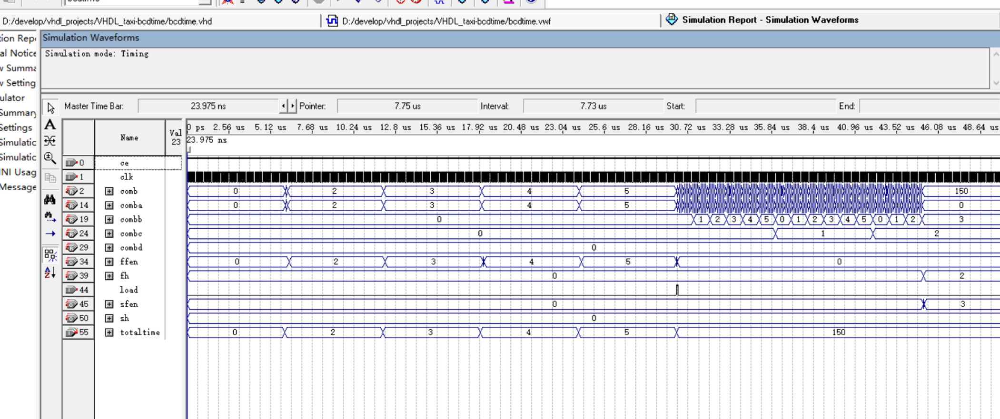 D:/develop/vhdl_projects/VHDL_taxi-bcdtime/bcdtime.vhd D:/develop/vhdl_projects/VHDL_taxi-bcdtime/bcdtime.vwf Simulation Report - Simulation Waveforms
tion Rep Simulation Waveforms
al Notice Simulation mode: Timing
w Summa
w Setting
ulator
Summary Master Time Bar: 23.975 ns Pointer: 7.75 us Interval: 7.73 us Start: End:
Settings 0 ps 2.56 us 5.12 us 7.68 us 10.24 us 12.8 us 15.36 us 17.92 us 20.48 us 23.04 us 25.6 us 28.16 us 30.72 us 33.28 us 35.84 us 38.4 us 40.96 us 43.52 us 46.08 us 48.64 us
Simulatic Name Val 23 23.975 ns
Simulatic
0 ce
INI Usag 1 clk
Message 2 comb 0 2 3 4 5 150
14 comba 0 2 3 4 5 0
19 combb 0 1 2 3 4 5 0 1 2 3 4 5 0 1 2 3
24 combc 0 1 2
29 combd 0
34 ffen 0 2 3 4 5 0
39 fh 0 2
44 load
45 sfen 0 3
50 sh 0
55 totaltime 0 2 3 4 5 150